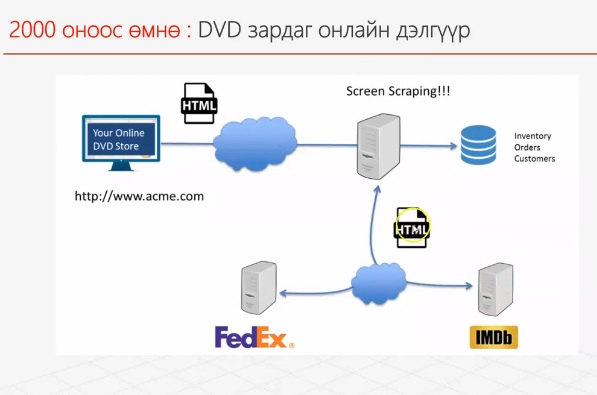 2000 оноос өмнө : DVD зардаг онлайн дэлгүүр
HTML
Screen Scraping!!!
Your Online
DVD Store
Inventory
Orders
Customers
http://www.acme.com
HTML
FedEx
IMDb